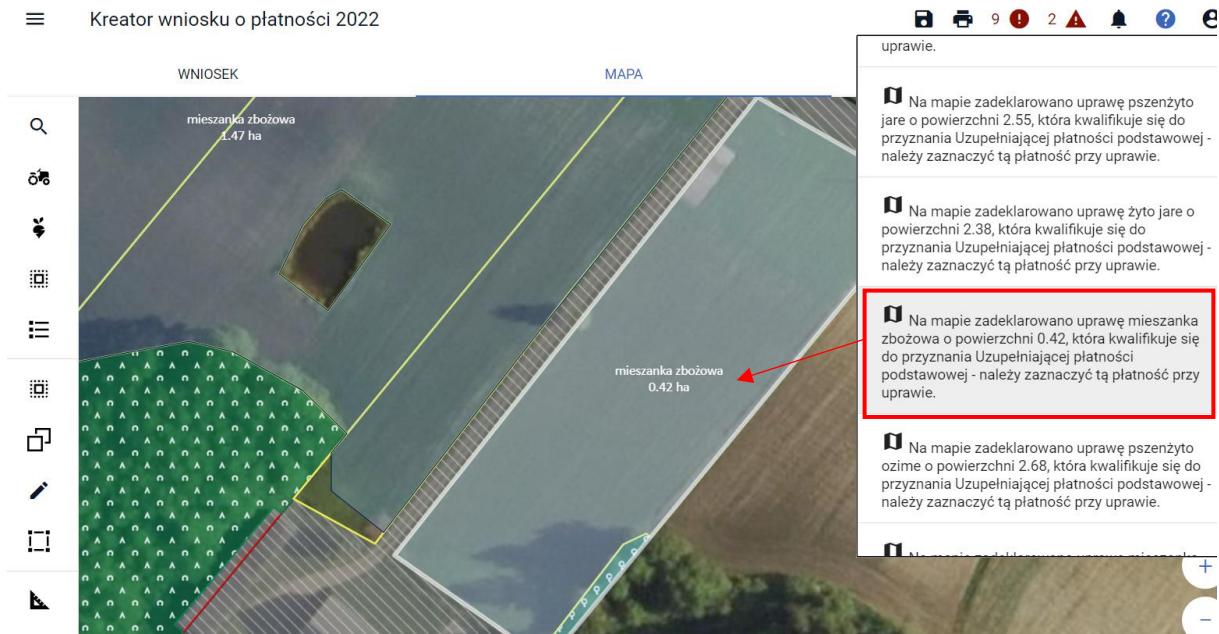 Kreator wniosku o płatności 2022
9
2
WNIOSEK
MAPA
mieszanka zbożowa
1.47 ha
mieszanka zbożowa
0.42 ha
uprawie.
Na mapie zadeklarowano uprawę pszenżyto
jare o powierzchni 2.55, która kwalifikuje się do
przyznania Uzupełniającej płatności podstawowej -
należy zaznaczyć tą płatność przy uprawie.
Na mapie zadeklarowano uprawę żyto jare o
powierzchni 2.38, która kwalifikuje się do
przyznania Uzupełniającej płatności podstawowej -
należy zaznaczyć tą płatność przy uprawie.
Na mapie zadeklarowano uprawę mieszanka
zbożowa o powierzchni 0.42, która kwalifikuje się
do przyznania Uzupełniającej płatności
podstawowej - należy zaznaczyć tą płatność przy
uprawie.
Na mapie zadeklarowano uprawę pszenżyto
ozime o powierzchni 2.68, która kwalifikuje się do
przyznania Uzupełniającej płatności podstawowej -
należy zaznaczyć tą płatność przy uprawie.